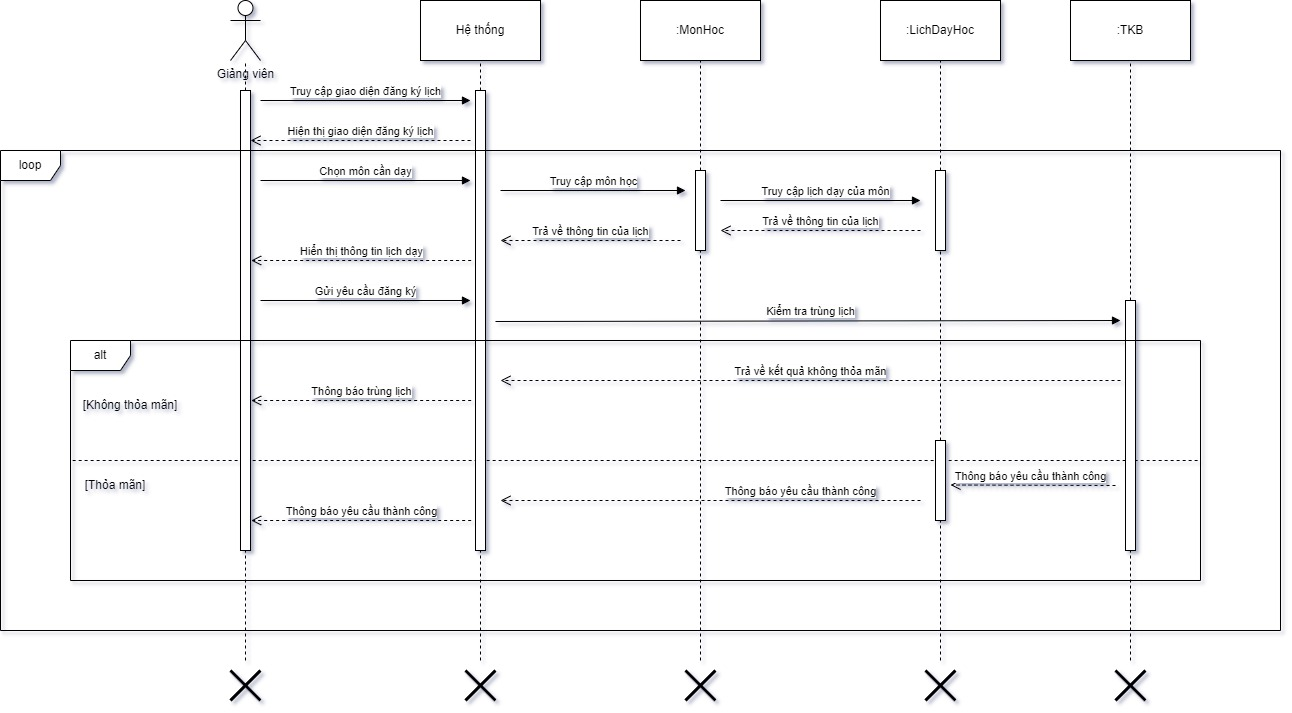 Giảng viên
Hệ thống
:MonHoc
:LichDayHoc
:TKB
Truy cập giao diện đăng ký lịch
Hiện thị giao diện đăng ký lịch
loop
Chọn môn cần dạy
Truy cập môn học
Truy cập lịch dạy của môn
Trả về thông tin của lịch
Trả về thông tin của lịch
Hiển thị thông tin lịch dạy
Gửi yêu cầu đăng ký
Kiểm tra trùng lịch
alt
Trả về kết quả không thỏa mãn
Thông báo trùng lịch
[Không thỏa mãn]
Thông báo yêu cầu thành công
[Thỏa mãn]
Thông báo yêu cầu thành công
Thông báo yêu cầu thành công